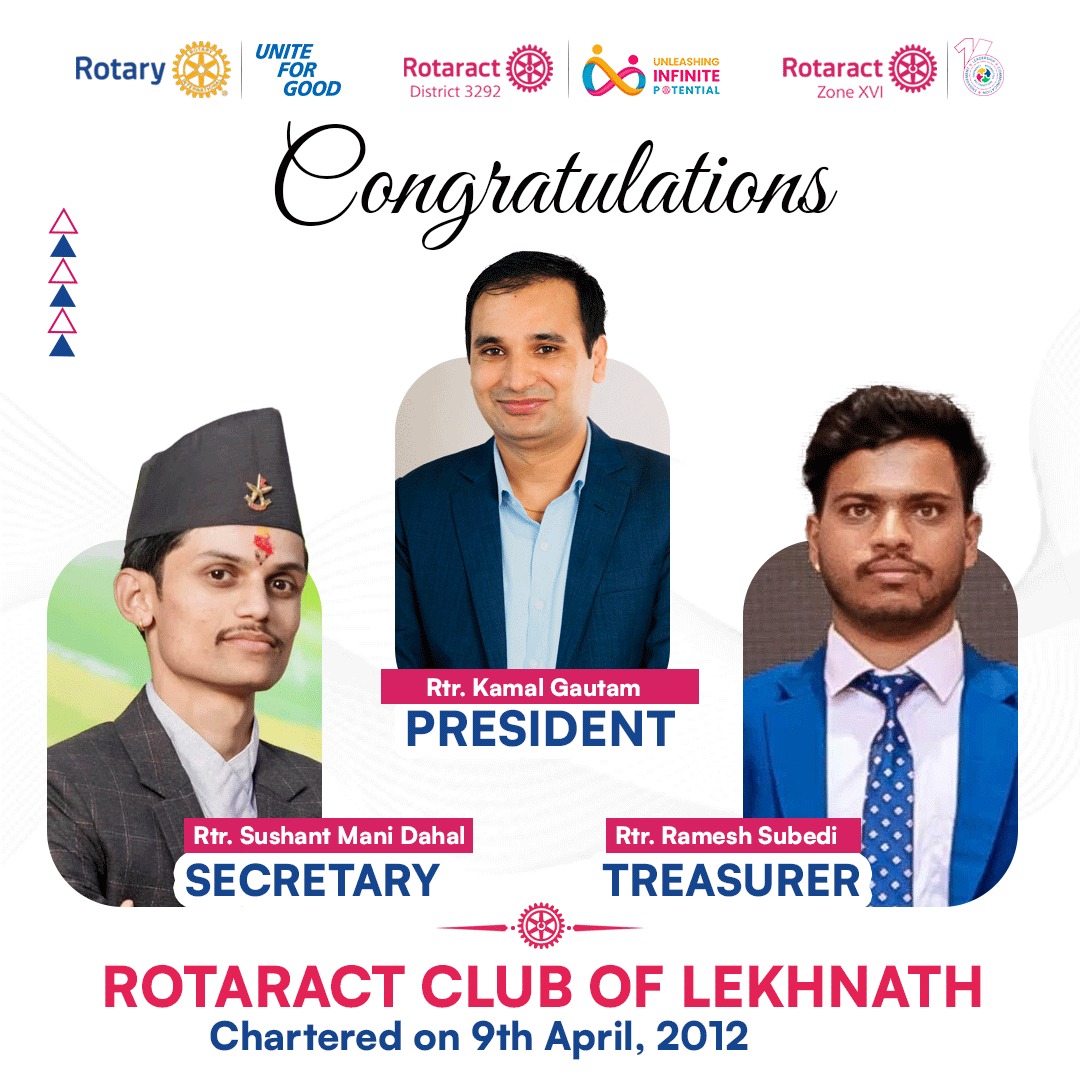 Rotary
UNITE
FOR
GOOD
Rotaract
District 3292
UNLEASHING
INFINITE
POTENTIAL
Rotaract
Zone XVI
Congratulations
Rtr. Kamal Gautam
PRESIDENT
Rtr. Sushant Mani Dahal
SECRETARY
Rtr. Ramesh Subedi
TREASURER
ROTARACT CLUB OF LEKHNATH
Chartered on 9th April, 2012